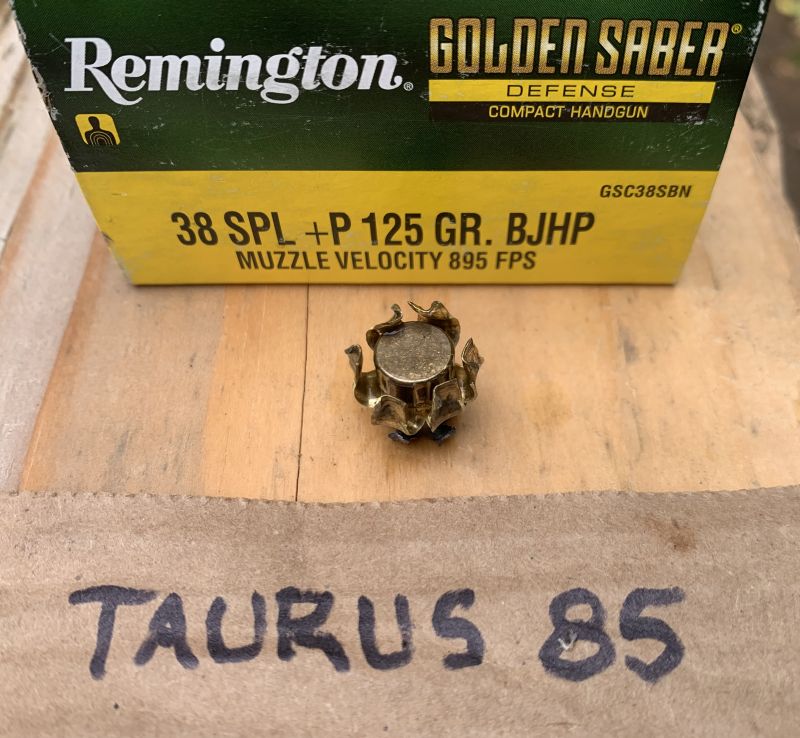 Remington®
GOLDEN SABER®
DEFENSE
COMPACT HANDGUN
GSC38SBN
38 SPL +P 125 GR. BJHP
MUZZLE VELOCITY 895 FPS
TAURUS 85